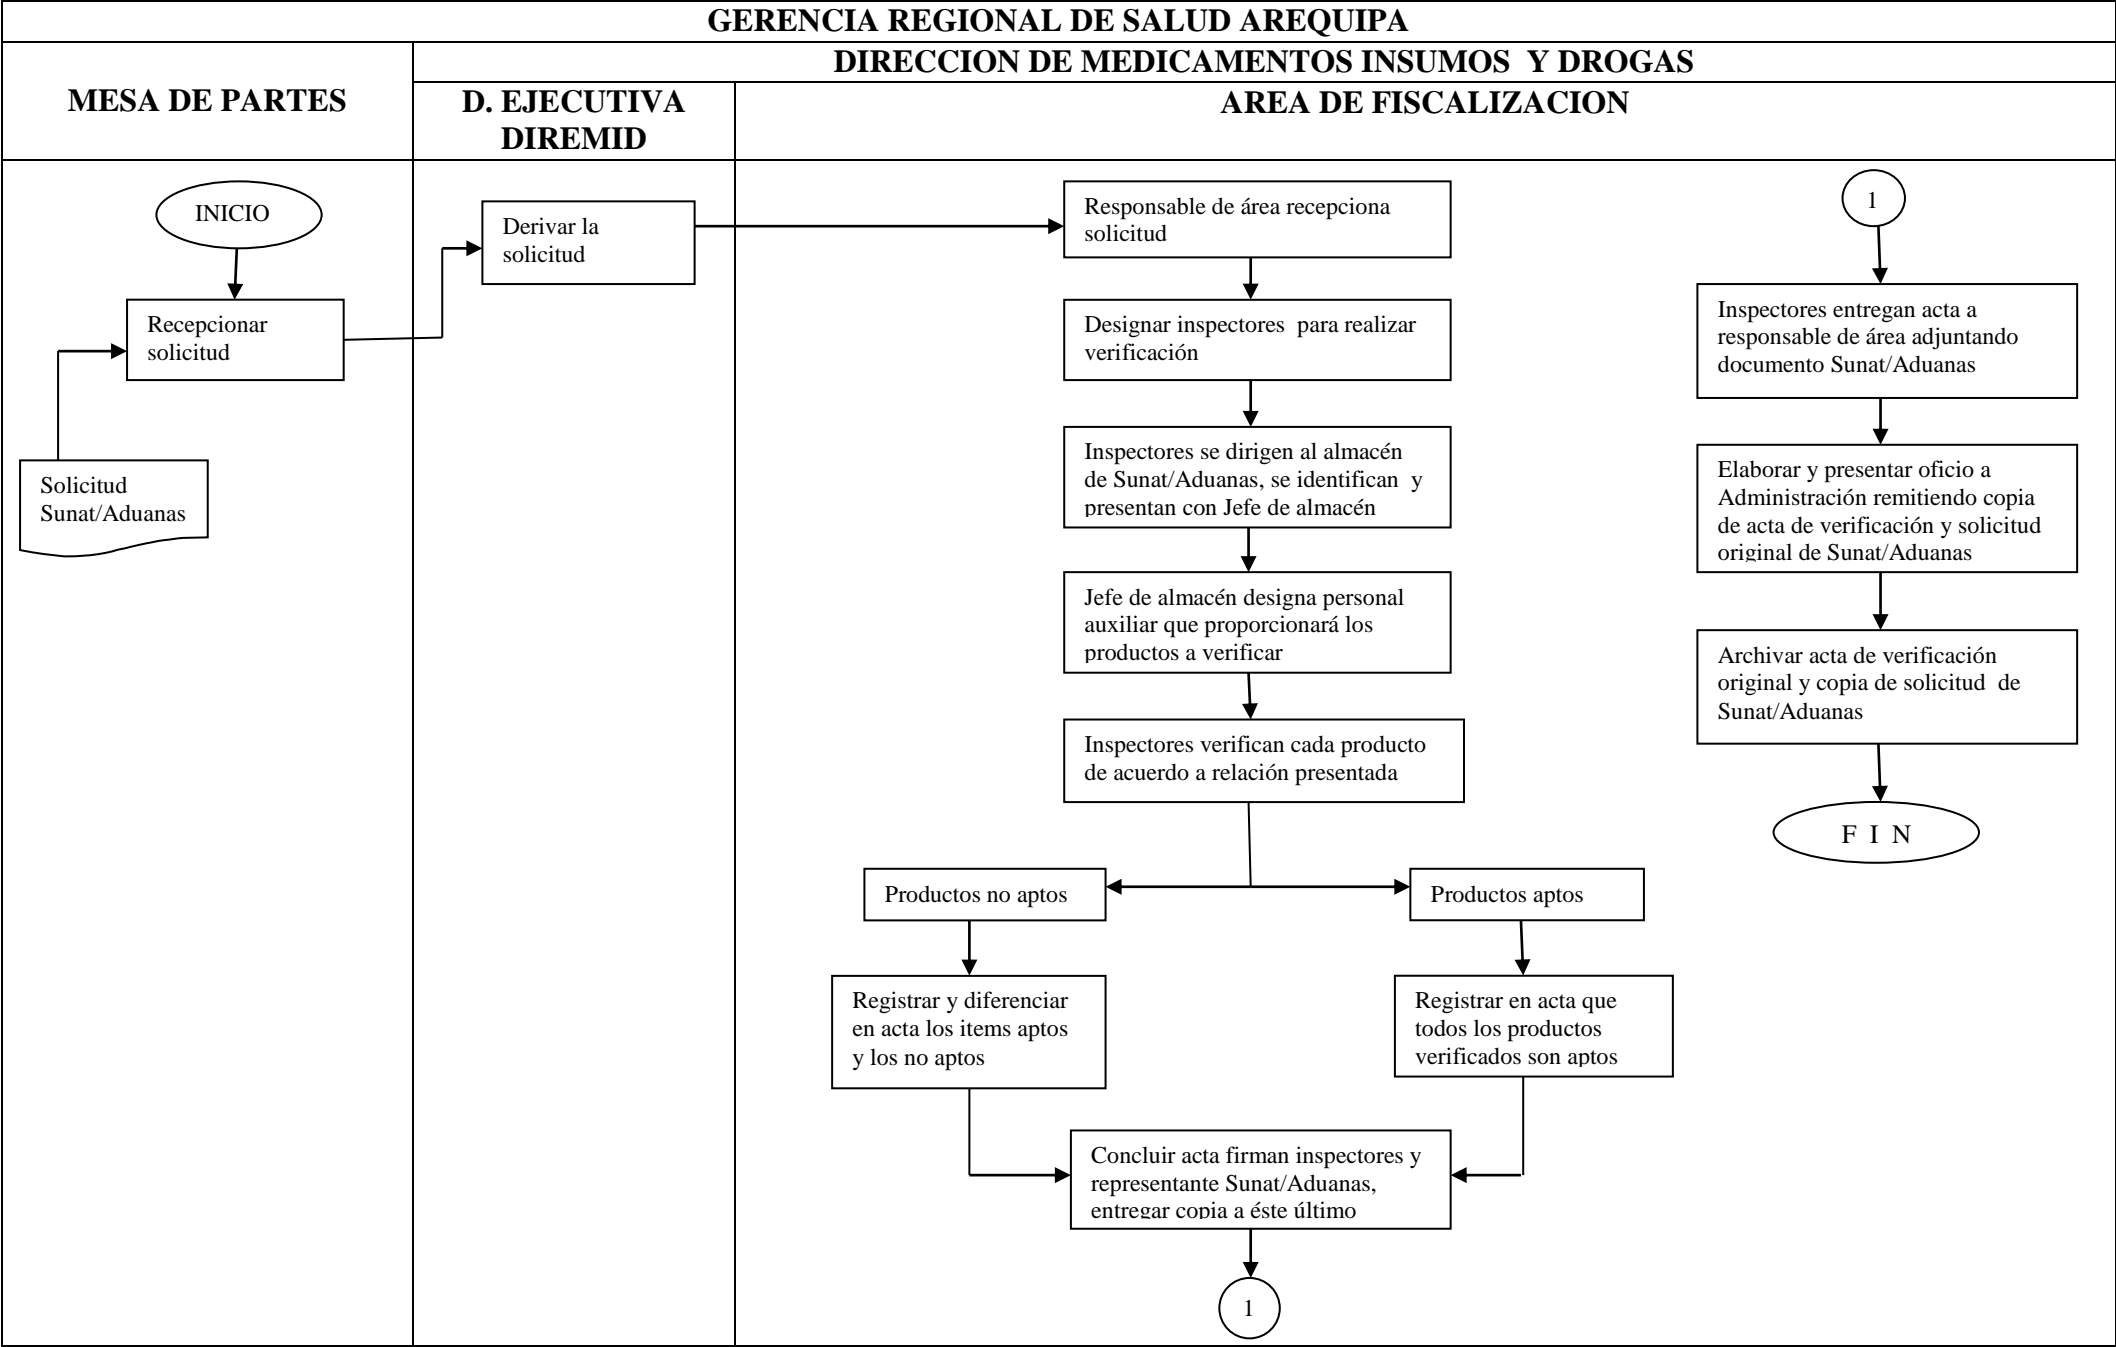 GERENCIA REGIONAL DE SALUD AREQUIPA
DIRECCION DE MEDICAMENTOS INSUMOS  Y DROGAS
MESA DE PARTES
D. EJECUTIVA
DIREMID
AREA DE FISCALIZACION
INICIO
Recepcionar
solicitud
Solicitud
Sunat/Aduanas
Derivar la
solicitud
Responsable de área recepciona
solicitud
Designar inspectores  para realizar
verificación
Inspectores se dirigen al almacén
de Sunat/Aduanas, se identifican  y
presentan con Jefe de almacén
Jefe de almacén designa personal
auxiliar que proporcionará los
productos a verificar
Inspectores verifican cada producto
de acuerdo a relación presentada
Productos no aptos
Productos aptos
Registrar y diferenciar
en acta los items aptos
y los no aptos
Registrar en acta que
todos los productos
verificados son aptos
Concluir acta firman inspectores y
representante Sunat/Aduanas,
entregar copia a éste último
1
1
Inspectores entregan acta a
responsable de área adjuntando
documento Sunat/Aduanas
Elaborar y presentar oficio a
Administración remitiendo copia
de acta de verificación y solicitud
original de Sunat/Aduanas
Archivar acta de verificación
original y copia de solicitud  de
Sunat/Aduanas
F I N